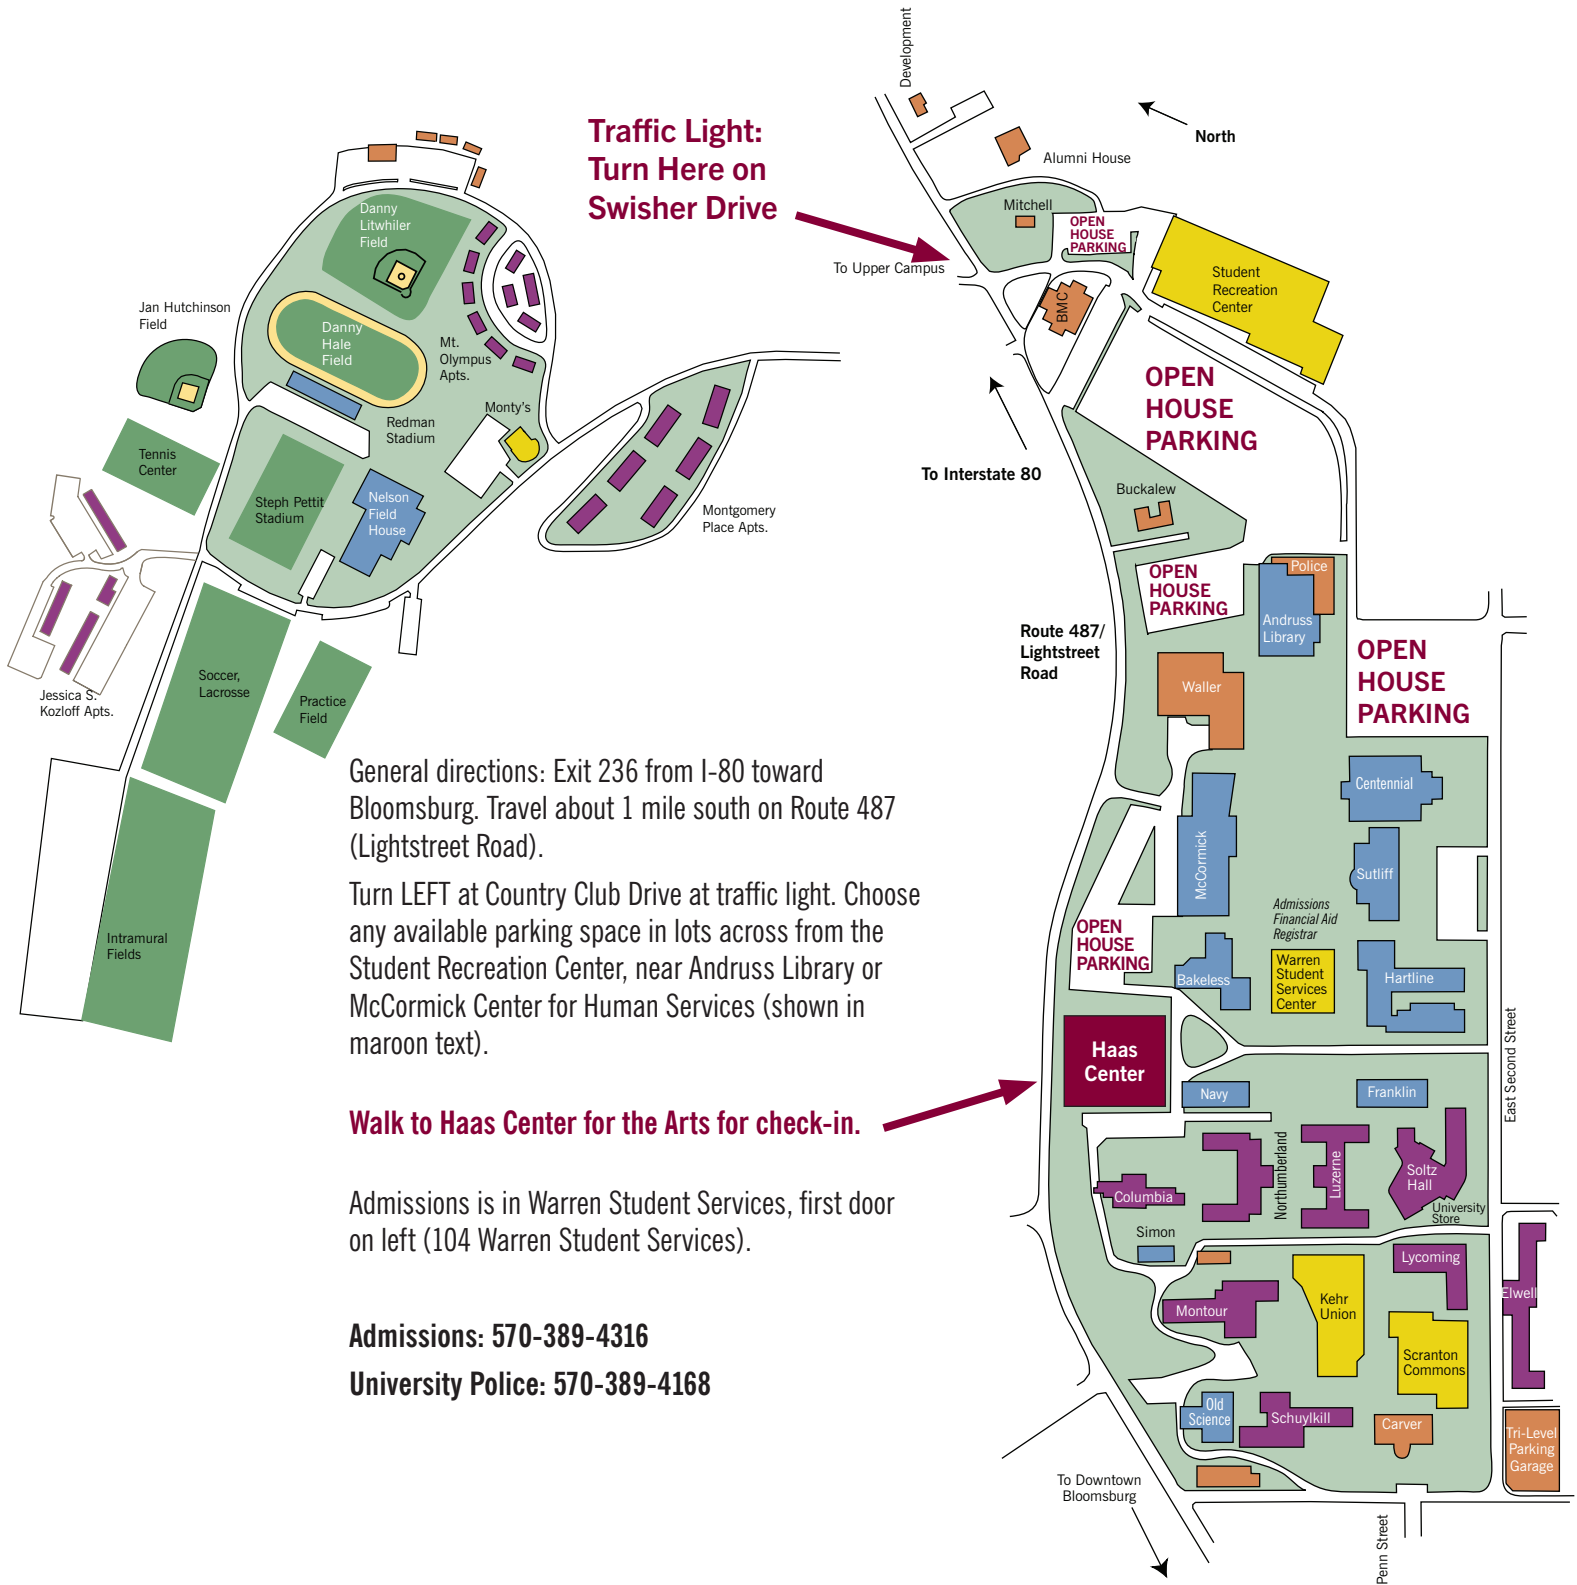 Development
North
Alumni House
Traffic Light:
Turn Here on
Swisher Drive
Mitchell
OPEN
HOUSE
PARKING
To Upper Campus
BMC
Student
Recreation
Center
Danny
Litwhiler
Field
Jan Hutchinson
Field
Danny
Hale
Field
Mt.
Olympus
Apts.
Monty's
Redman
Stadium
Tennis
Center
Steph Pettit
Stadium
Nelson
Field
House
Montgomery
Place Apts.
Jessica S.
Kozloff Apts.
Soccer,
Lacrosse
Practice
Field
Intramural
Fields
OPEN
HOUSE
PARKING
To Interstate 80
Buckalew
OPEN
HOUSE
PARKING
Police
Andruss
Library
Route 487/
Lightstreet
Road
OPEN
HOUSE
PARKING
Waller
General directions: Exit 236 from I-80 toward
Bloomsburg. Travel about 1 mile south on Route 487
(Lightstreet Road).
Turn LEFT at Country Club Drive at traffic light. Choose
any available parking space in lots across from the
Student Recreation Center, near Andruss Library or
McCormick Center for Human Services (shown in
maroon text).
Walk to Haas Center for the Arts for check-in.
Admissions is in Warren Student Services, first door
on left (104 Warren Student Services).
Admissions: 570-389-4316
University Police: 570-389-4168
Centennial
McCormick
Sutliff
Admissions
Financial Aid
Registrar
OPEN
HOUSE
PARKING
Bakeless
Warren
Student
Services
Center
Hartline
Haas
Center
East Second Street
Navy
Franklin
Columbia
Northumberland
Luzerne
Soltz
Hall
University
Store
Simon
Lycoming
Montour
Kehr
Union
Elwell
Scranton
Commons
Old
Science
Schuylkill
Carver
Tri-Level
Parking
Garage
To Downtown
Bloomsburg
Penn Street